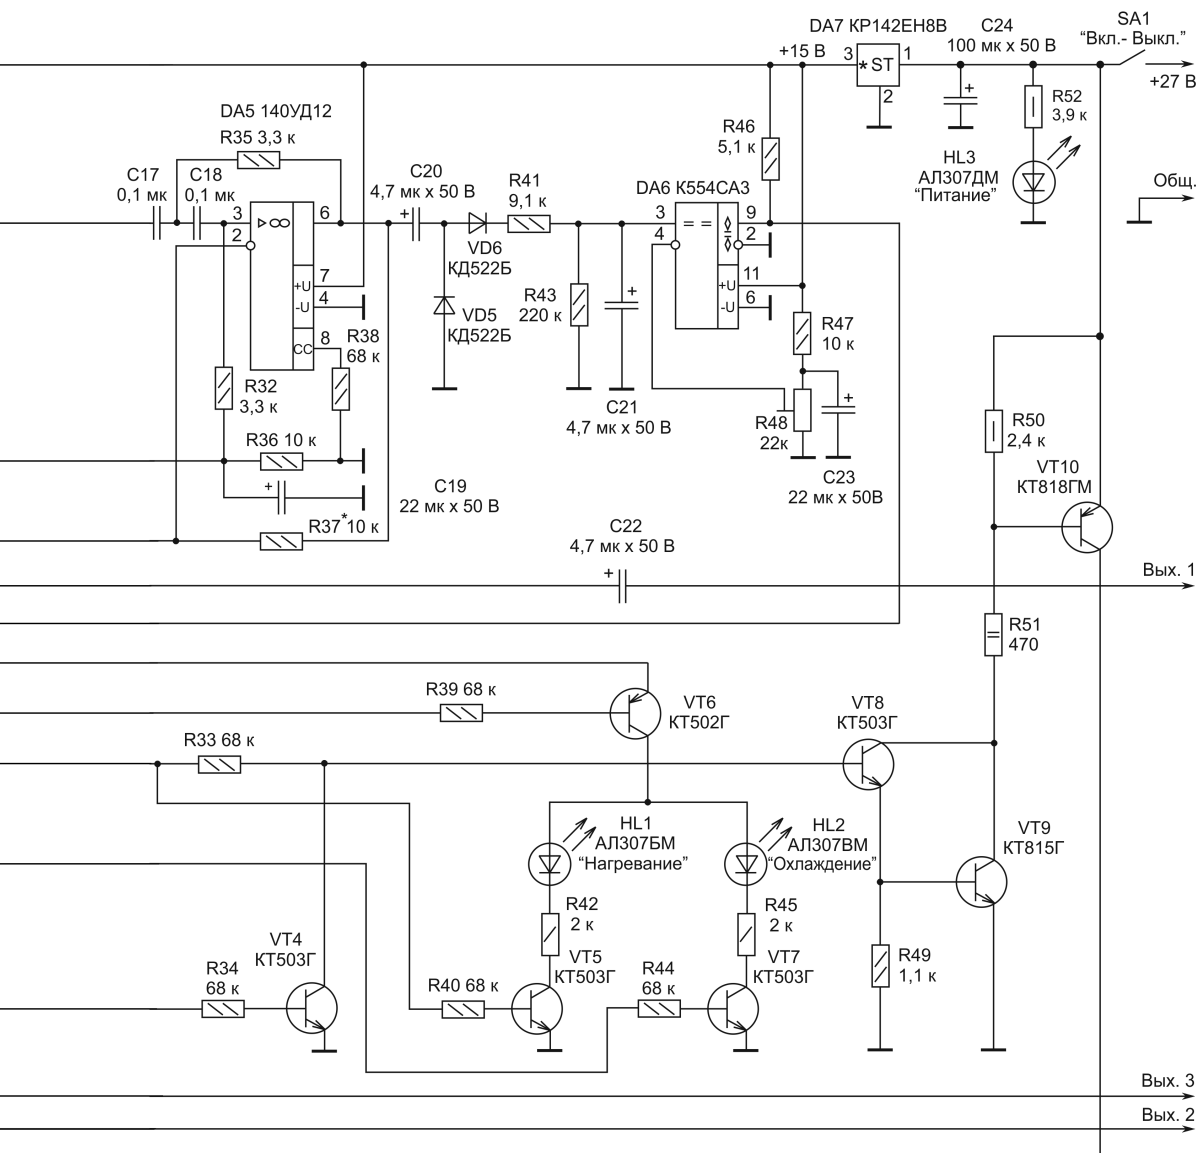 DA7 КР142ЕН8В
C24
100 мк x 50 В
SA1
“Вкл.- Выкл.”
+15 В
3
* ST
1
2
+27 В
DA5 140УД12
R35 3,3 к
R46
5,1 к
R52
3,9 к
HL3
АЛ307ДМ
“Питание”
Общ.
C17
0,1 мк
C18
0,1 мк
C20
4,7 мк x 50 В
+
R41
9,1 к
DA6 К554СА3
3
2
▷ ∞
6
7
+U
4
-U
8
CC
3
4
= =
9
2
11
+U
6
-U
VD6
КД522Б
VD5
КД522Б
R43
220 к
+
C21
4,7 мк x 50 В
R47
10 к
R48
22к
+
C23
22 мк x 50В
R38
68 к
R32
3,3 к
R36 10 к
+
C19
22 мк x 50 В
R37* 10 к
C22
4,7 мк x 50 В
+
R50
2,4 к
VT10
КТ818ГМ
Вых. 1
R51
470
R39 68 к
VT6
КТ502Г
VT8
КТ503Г
R33 68 к
HL1
АЛ307БМ
“Нагревание”
HL2
АЛ307ВМ
“Охлаждение”
VT9
КТ815Г
R42
2 к
R45
2 к
VT4
КТ503Г
R34
68 к
VT5
КТ503Г
R40 68 к
R44
68 к
VT7
КТ503Г
R49
1,1 к
Вых. 3
Вых. 2